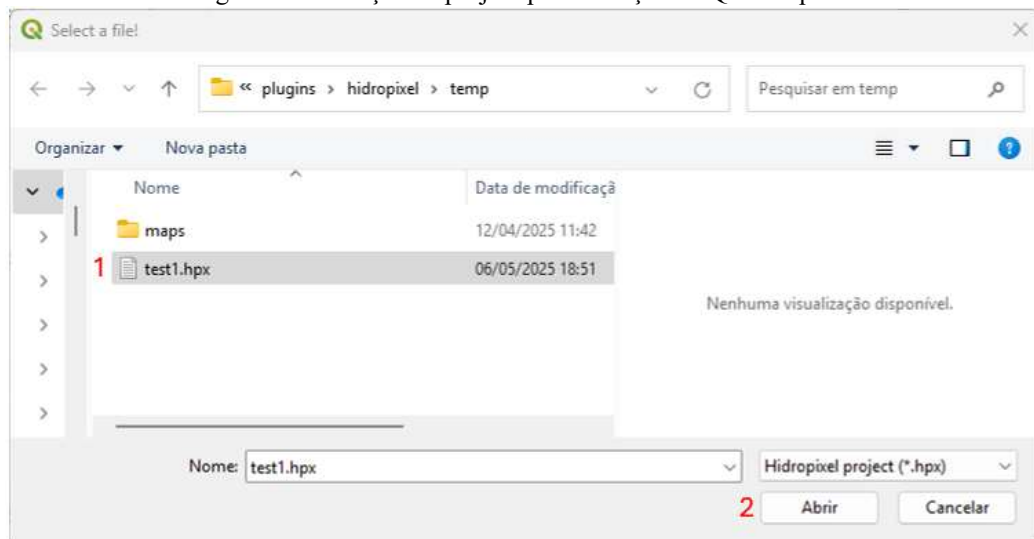 Select a file!
« plugins > hidropixel > temp
Pesquisar em temp
Organizar
Nova pasta
Nome
Data de modificaçã
maps
12/04/2025 11:42
1
test1.hpx
06/05/2025 18:51
Nenhuma visualização disponível.
Nome:
test1.hpx
Hidropixel project (*.hpx)
2
Abrir
Cancelar